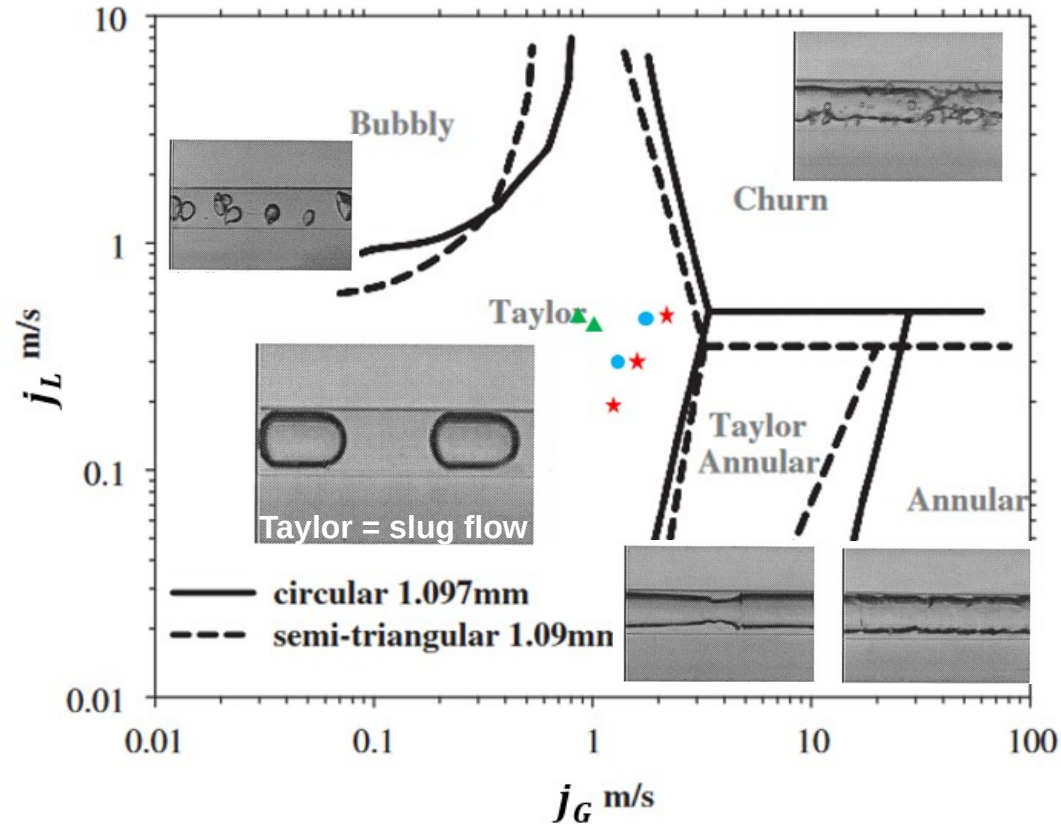 10
Bubbly
Churn
1
j_L m/s
Taylor
Taylor
Annular
0.1
Annular
Taylor = slug flow
circular 1.097mm
semi-triangular 1.09mm
0.01
0.01 0.1 1 10 100
j_G m/s